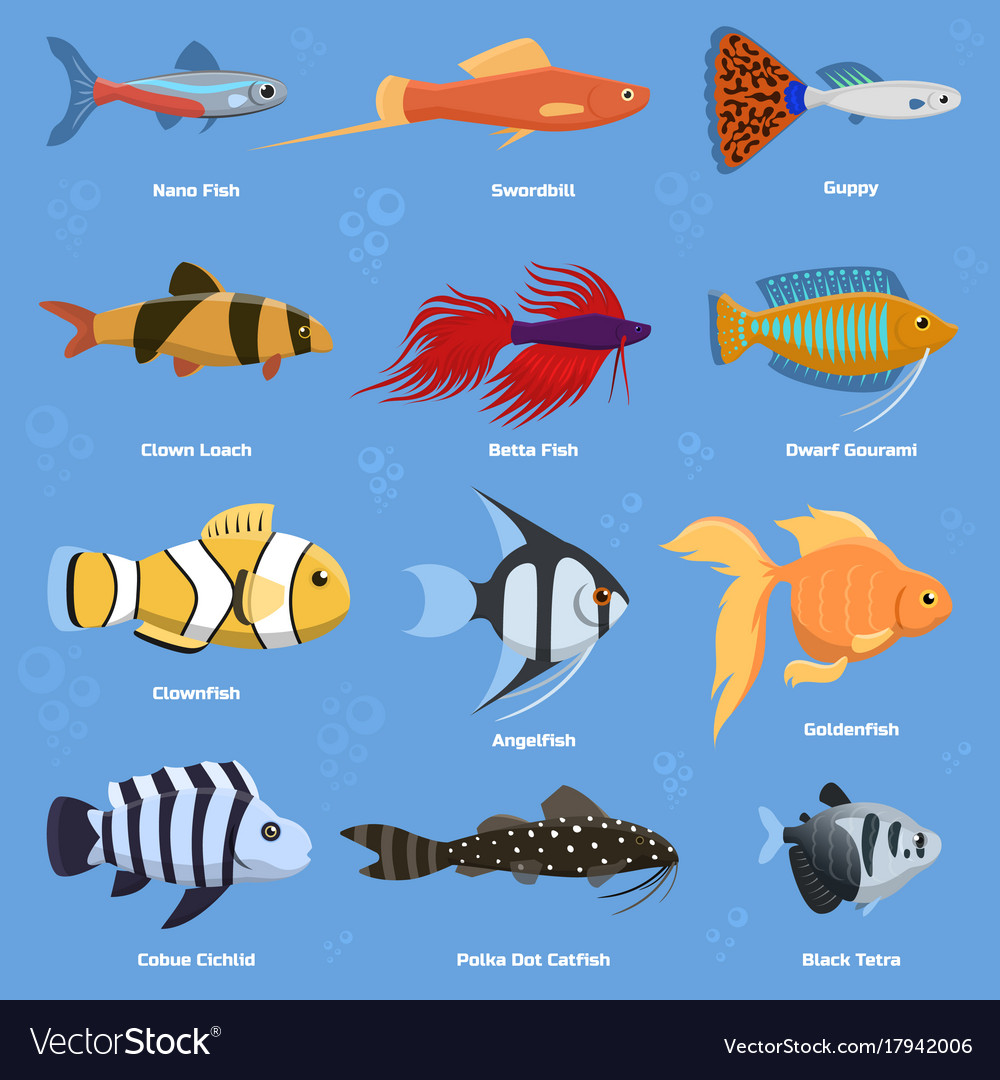 Nano Fish
Swordbill
Guppy
Clown Loach
Betta Fish
Dwarf Gourami
Clownfish
Angelfish
Goldenfish
Cobue Cichlid
Polka Dot Catfish
Black Tetra
VectorStock®
VectorStock.com/17942006